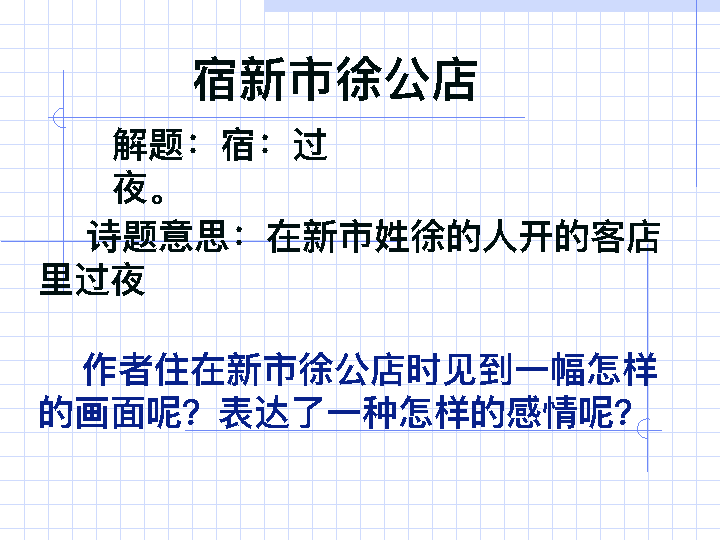 宿新市徐公店
解题：宿：过
夜。
诗题意思：在新市姓徐的人开的客店
里过夜
作者住在新市徐公店时见到一幅怎样
的画面呢？表达了一种怎样的感情呢？